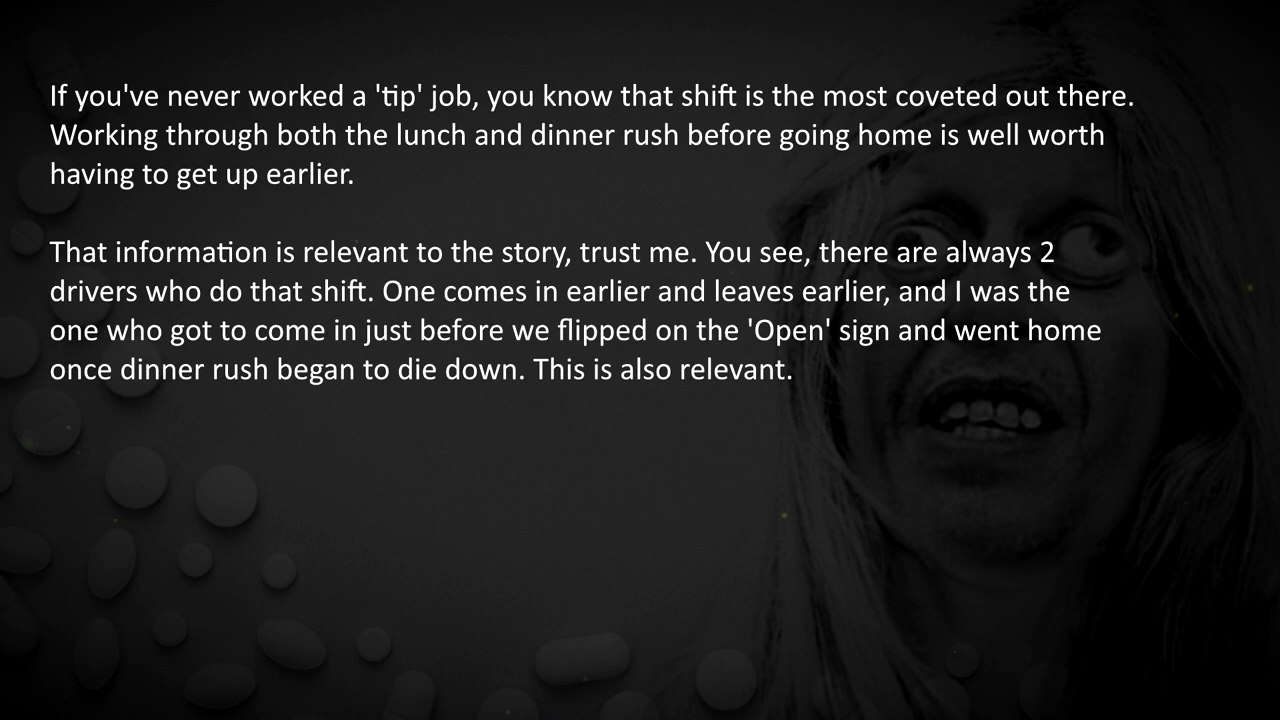 If you've never worked a 'tip' job, you know that shift is the most coveted out there.
Working through both the lunch and dinner rush before going home is well worth
having to get up earlier.
That information is relevant to the story, trust me. You see, there are always 2
drivers who do that shift. One comes in earlier and leaves earlier, and I was the
one who got to come in just before we flipped on the 'Open' sign and went home
once dinner rush began to die down. This is also relevant.